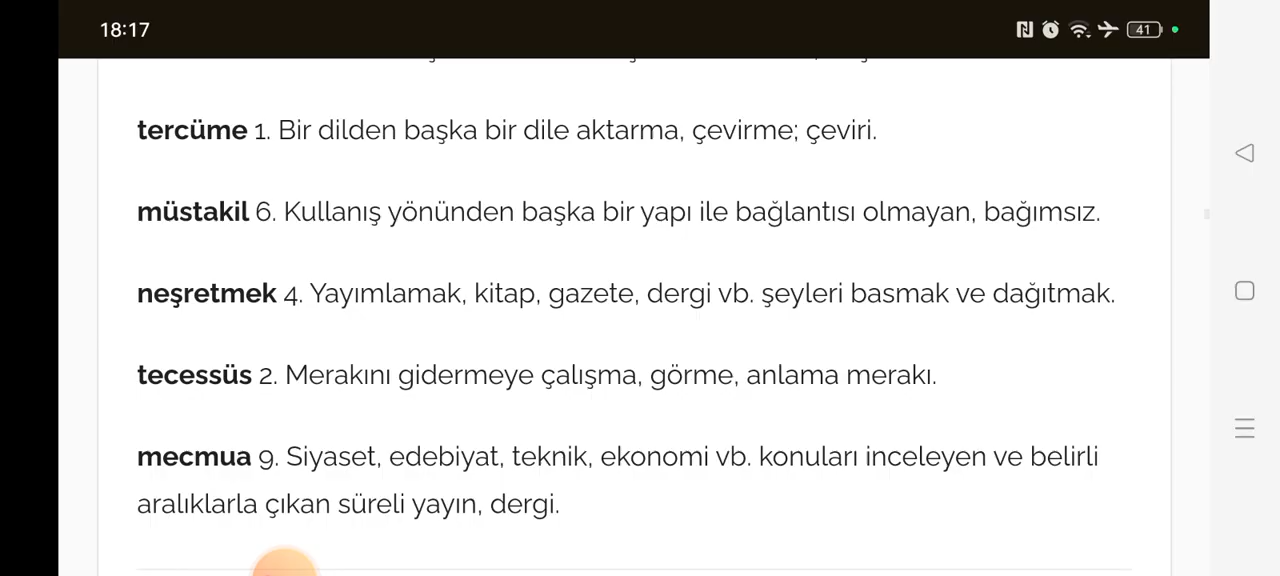 18:17
41
tercüme 1. Bir dilden başka bir dile aktarma, çevirme; çeviri.
müstakil 6. Kullanış yönünden başka bir yapı ile bağlantısı olmayan, bağımsız.
neşretmek 4. Yayımlamak, kitap, gazete, dergi vb. şeyleri basmak ve dağıtmak.
tecessüs 2. Merakını gidermeye çalışma, görme, anlama merakı.
mecmua 9. Siyaset, edebiyat, teknik, ekonomi vb. konuları inceleyen ve belirli
aralıklarla çıkan süreli yayın, dergi.